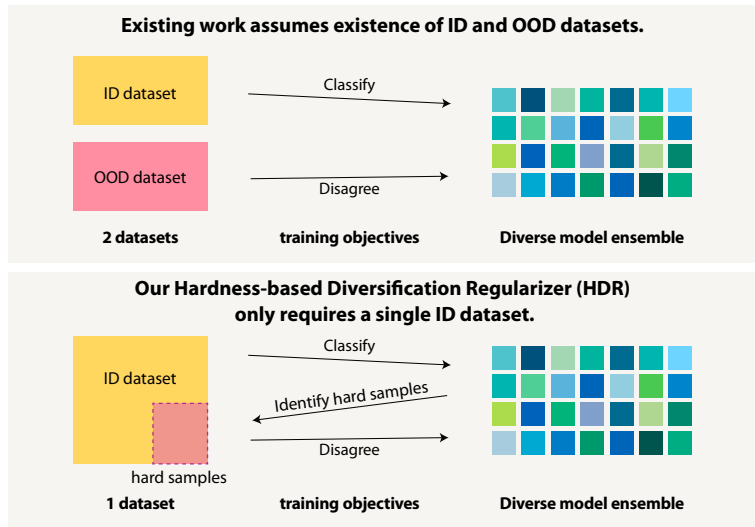 Existing work assumes existence of ID and OOD datasets.
ID dataset
Classify
OOD dataset
Disagree
2 datasets
training objectives
Diverse model ensemble
Our Hardness-based Diversification Regularizer (HDR)
only requires a single ID dataset.
Classify
ID dataset
Identify hard samples
Disagree
hard samples
1 dataset
training objectives
Diverse model ensemble